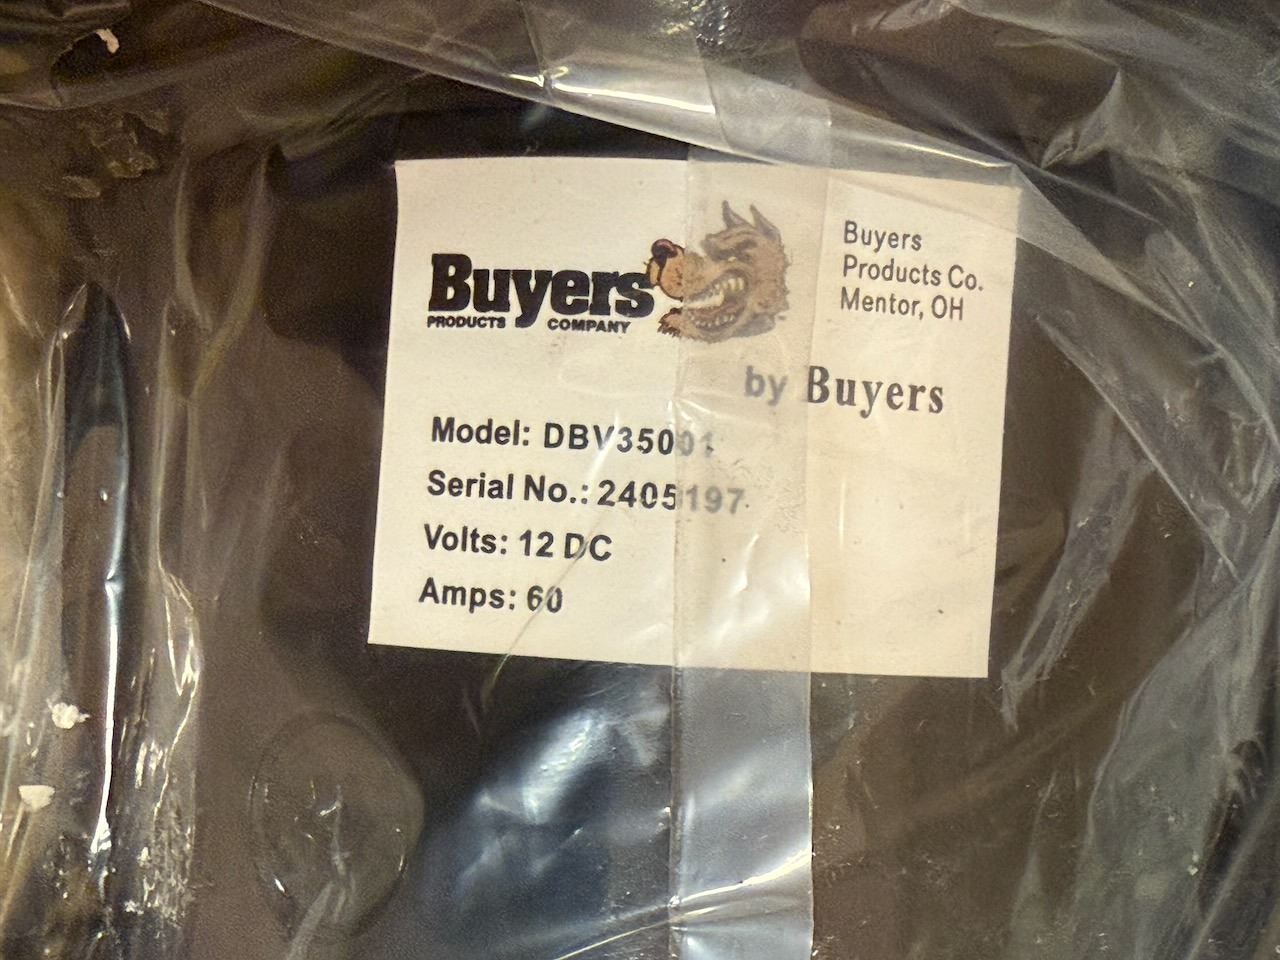 Buyers
PRODUCTS COMPANY
Buyers
Products Co.
Mentor, OH
by Buyers
Model: DBV35001
Serial No.: 2405197
Volts: 12 DC
Amps: 60